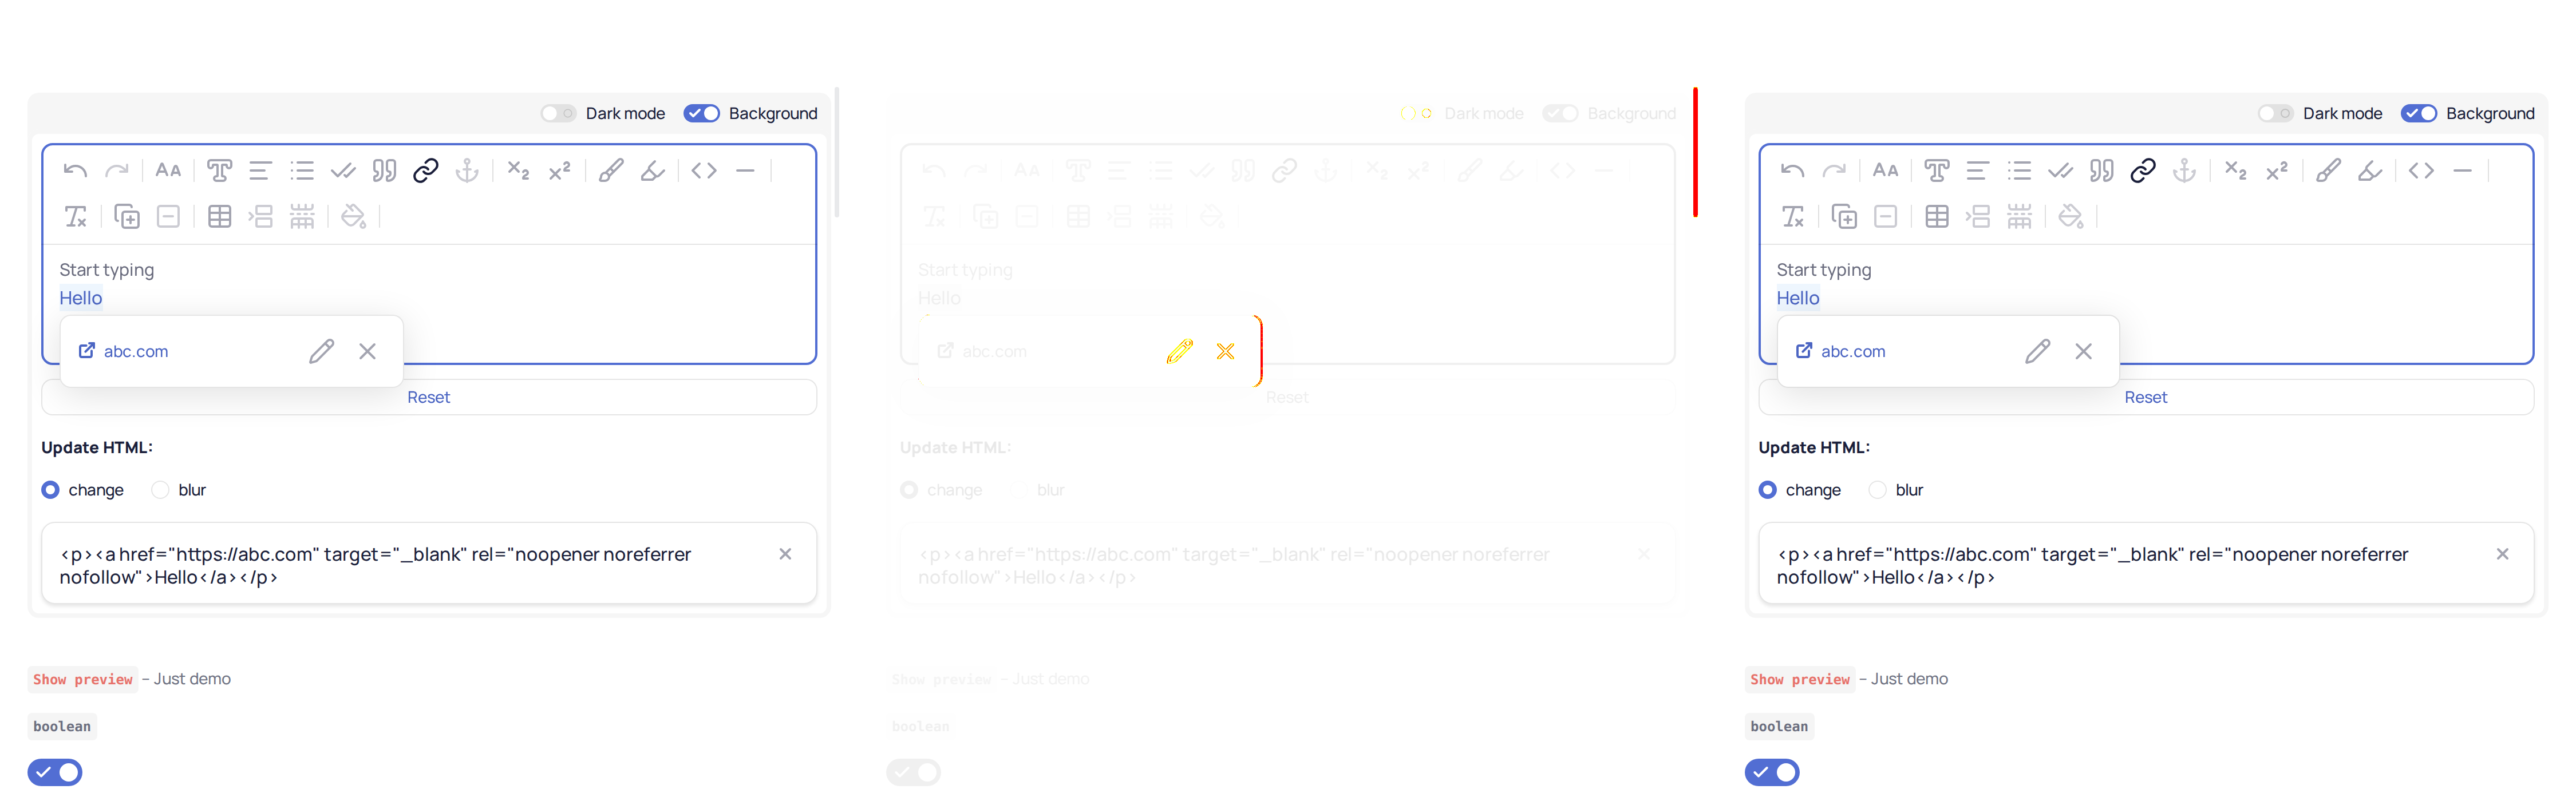 Dark mode Background
Start typing
Hello
abc.com
Reset
Update HTML:
change blur
<p><a href="https://abc.com" target="_blank" rel="noopener noreferrer
nofollow">Hello</a></p>
Show preview – Just demo
boolean
Dark mode Background
Start typing
Hello
abc.com
Reset
Update HTML:
change blur
<p><a href="https://abc.com" target="_blank" rel="noopener noreferrer
nofollow">Hello</a></p>
Show preview – Just demo
boolean
Dark mode Background
Start typing
Hello
abc.com
Reset
Update HTML:
change blur
<p><a href="https://abc.com" target="_blank" rel="noopener noreferrer
nofollow">Hello</a></p>
Show preview – Just demo
boolean